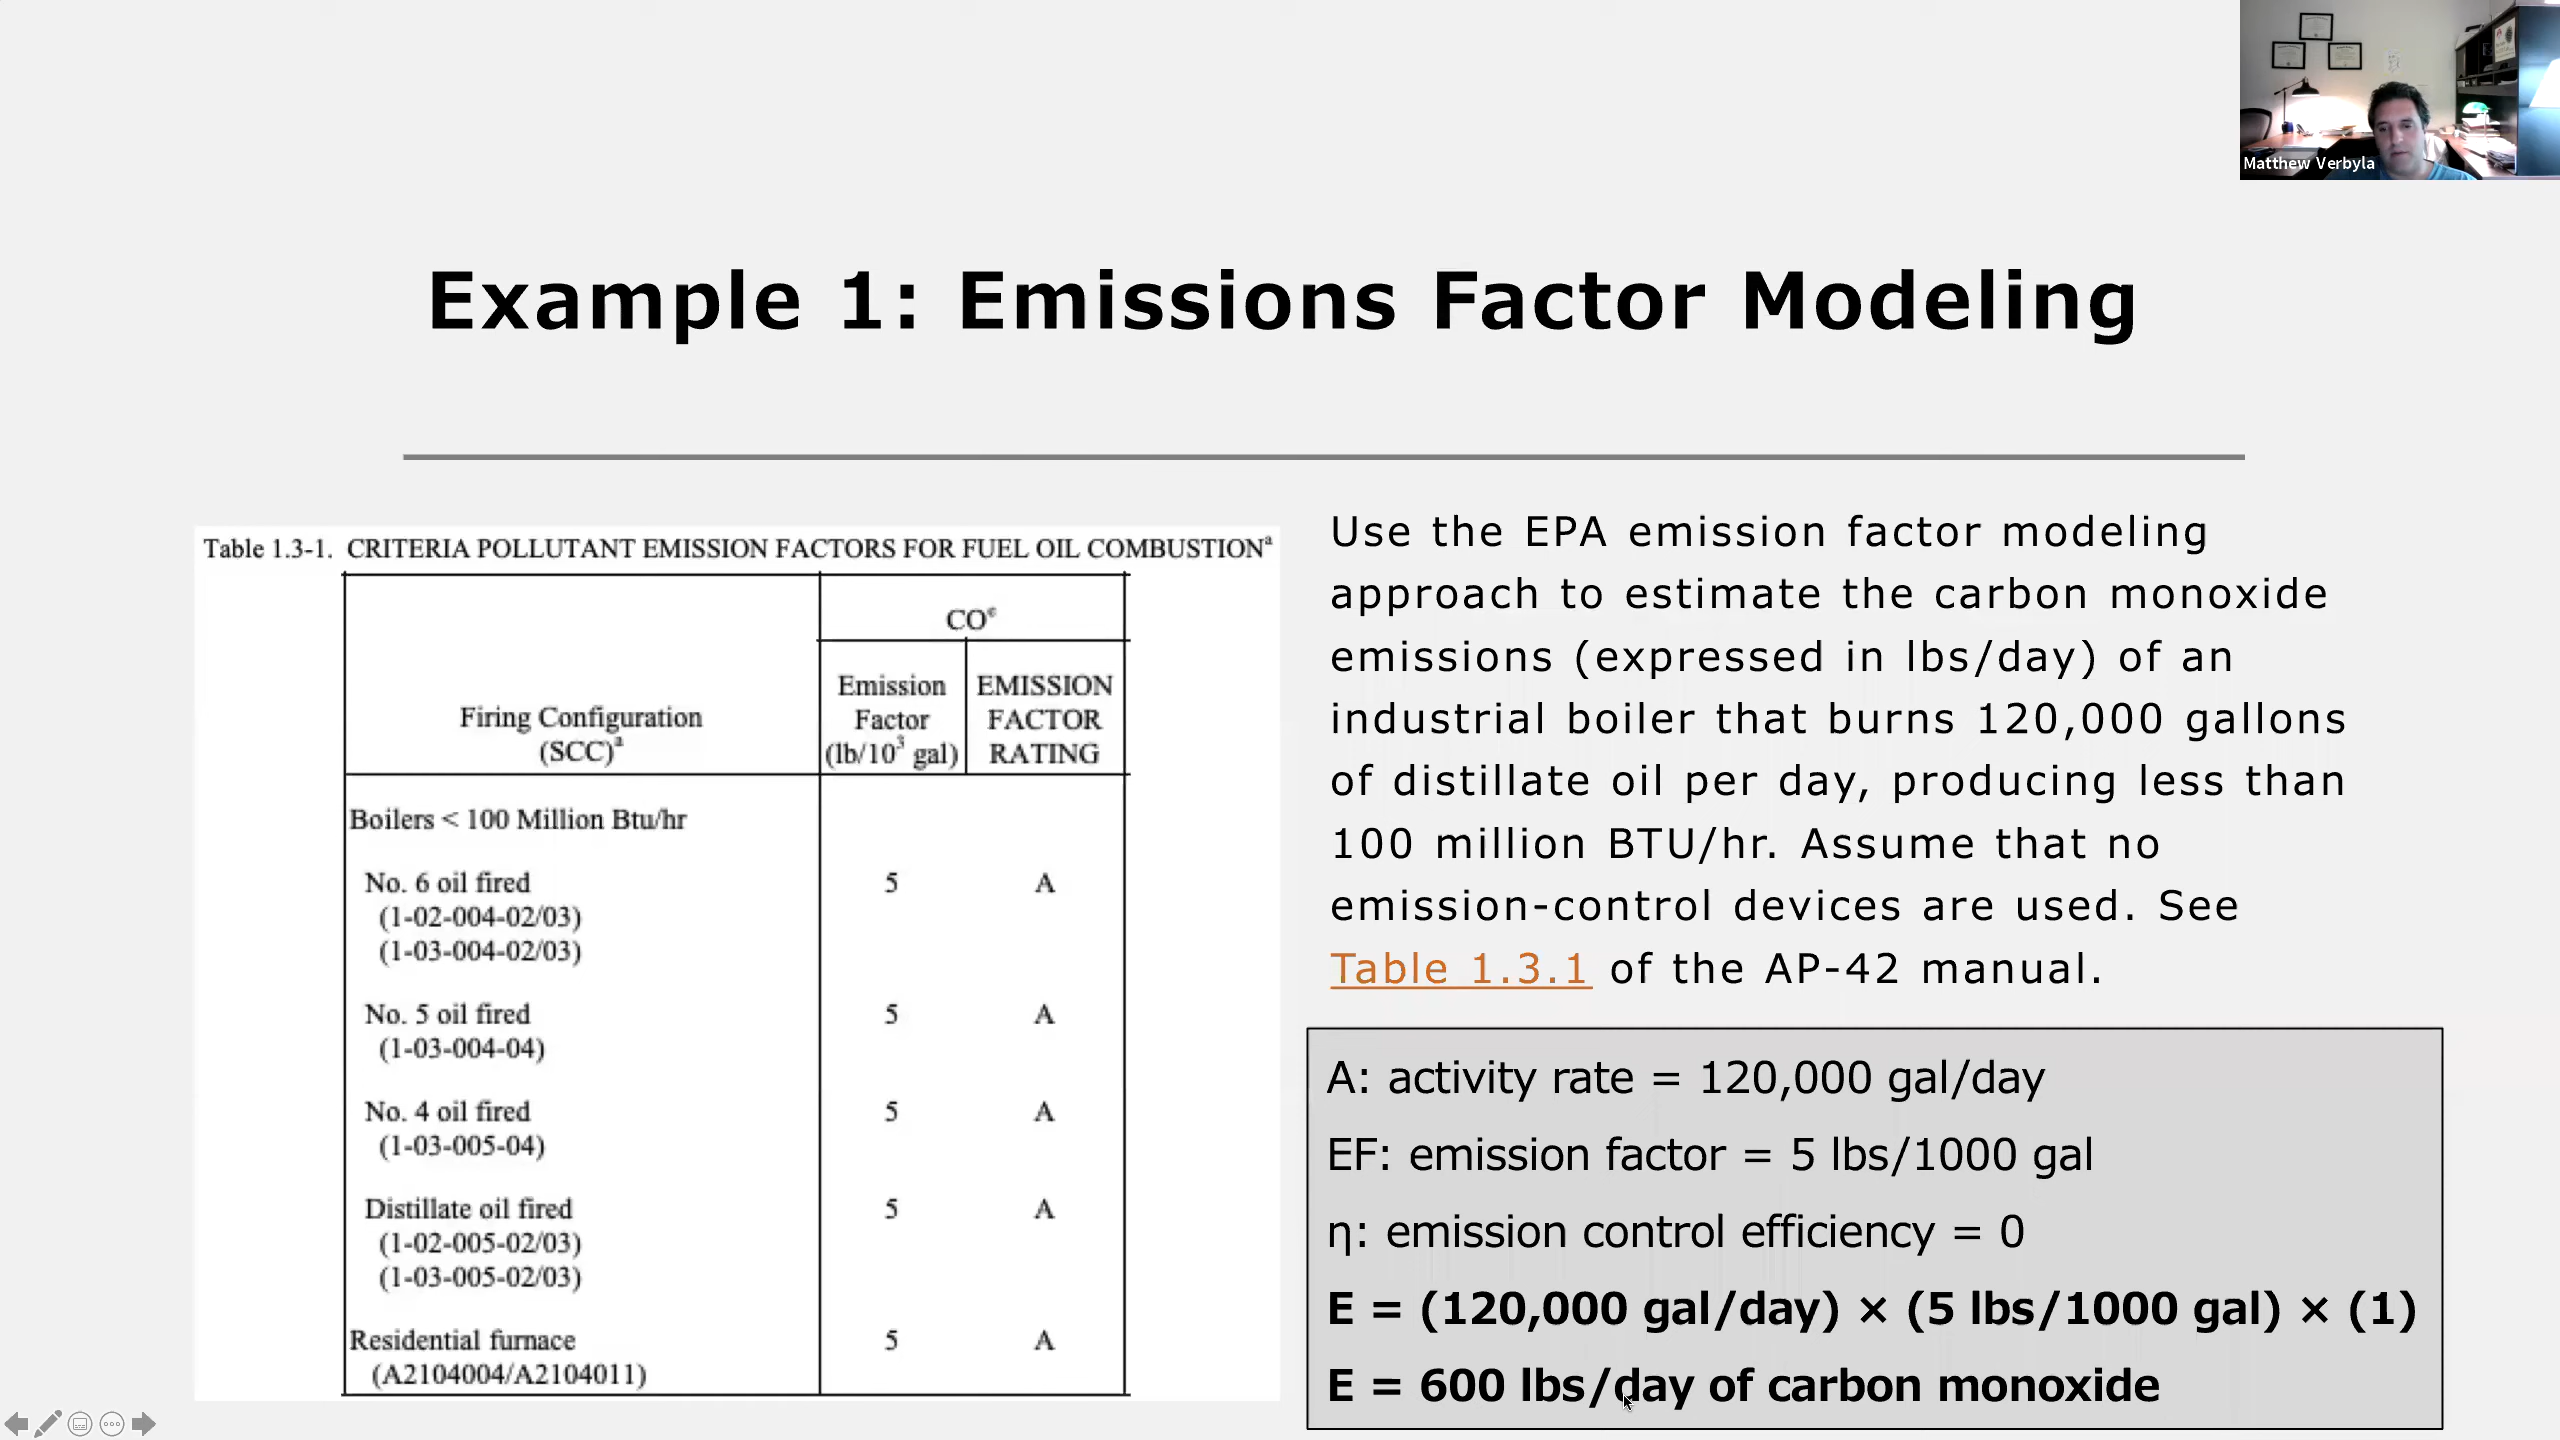 Matthew Verbyla
Example 1: Emissions Factor Modeling
Table 1.3-1. CRITERIA POLLUTANT EMISSION FACTORS FOR FUEL OIL COMBUSTIONᵃ
COᵉ
Firing Configuration
(SCC)ᵃ
Emission
Factor
(lb/10³ gal)
EMISSION
FACTOR
RATING
Boilers < 100 Million Btu/hr
No. 6 oil fired 5 A
(1-02-004-02/03)
(1-03-004-02/03)
No. 5 oil fired 5 A
(1-03-004-04)
No. 4 oil fired 5 A
(1-03-005-04)
Distillate oil fired 5 A
(1-02-005-02/03)
(1-03-005-02/03)
Residential furnace 5 A
(A2104004/A2104011)
Use the EPA emission factor modeling
approach to estimate the carbon monoxide
emissions (expressed in lbs/day) of an
industrial boiler that burns 120,000 gallons
of distillate oil per day, producing less than
100 million BTU/hr. Assume that no
emission-control devices are used. See
Table 1.3.1 of the AP-42 manual.
A: activity rate = 120,000 gal/day
EF: emission factor = 5 lbs/1000 gal
η: emission control efficiency = 0
E = (120,000 gal/day) × (5 lbs/1000 gal) × (1)
E = 600 lbs/day of carbon monoxide